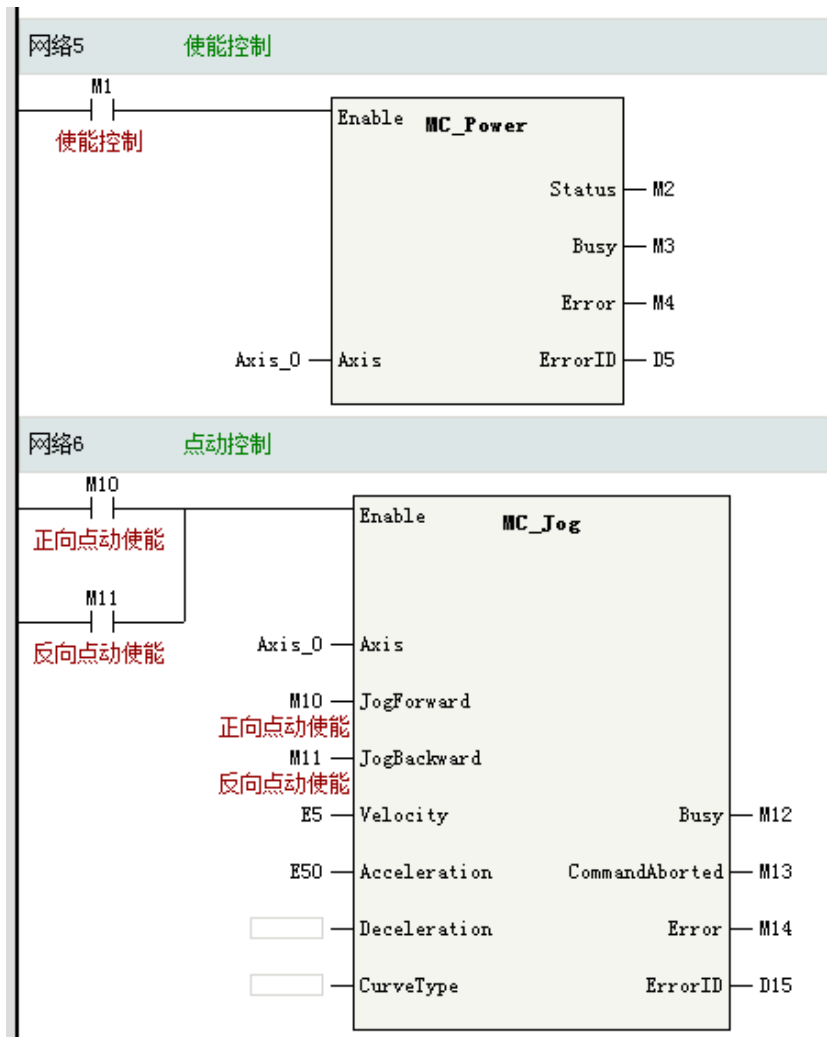 网络5 使能控制
M1
使能控制
Enable MC_Power
Status M2
Busy M3
Error M4
Axis_0 Axis ErrorID D5
网络6 点动控制
M10
正向点动使能
Enable MC_Jog
M11
反向点动使能
Axis_0 Axis
M10 JogForward
正向点动使能
M11 JogBackward
反向点动使能
E5 Velocity Busy M12
E50 Acceleration CommandAborted M13
Deceleration Error M14
CurveType ErrorID D15